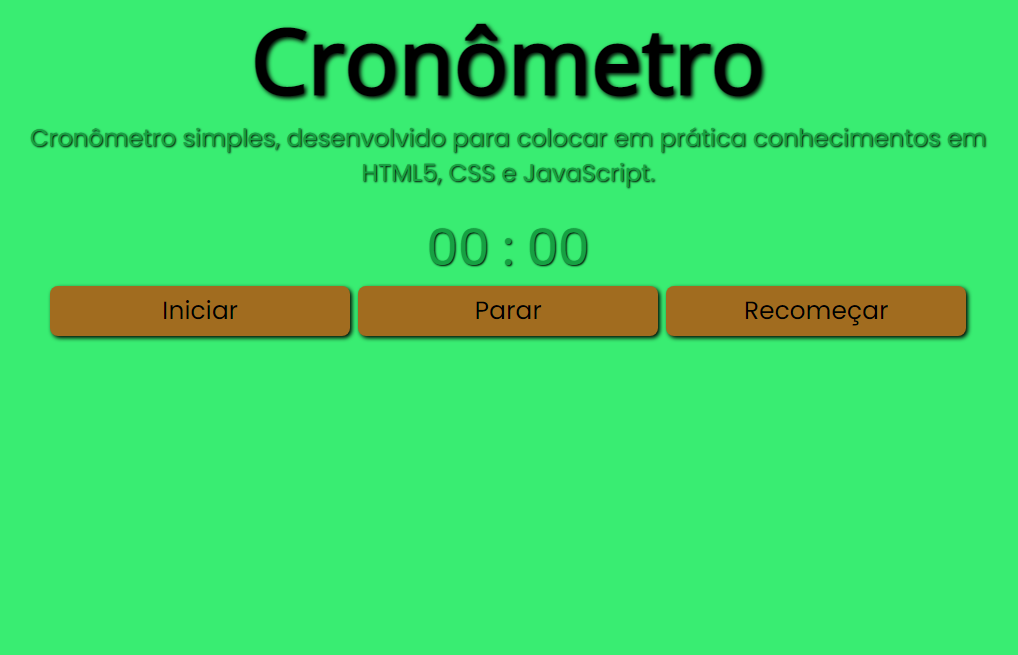 Cronômetro
Cronômetro simples, desenvolvido para colocar em prática conhecimentos em
HTML5, CSS e JavaScript.
00 : 00
Iniciar Parar Recomeçar